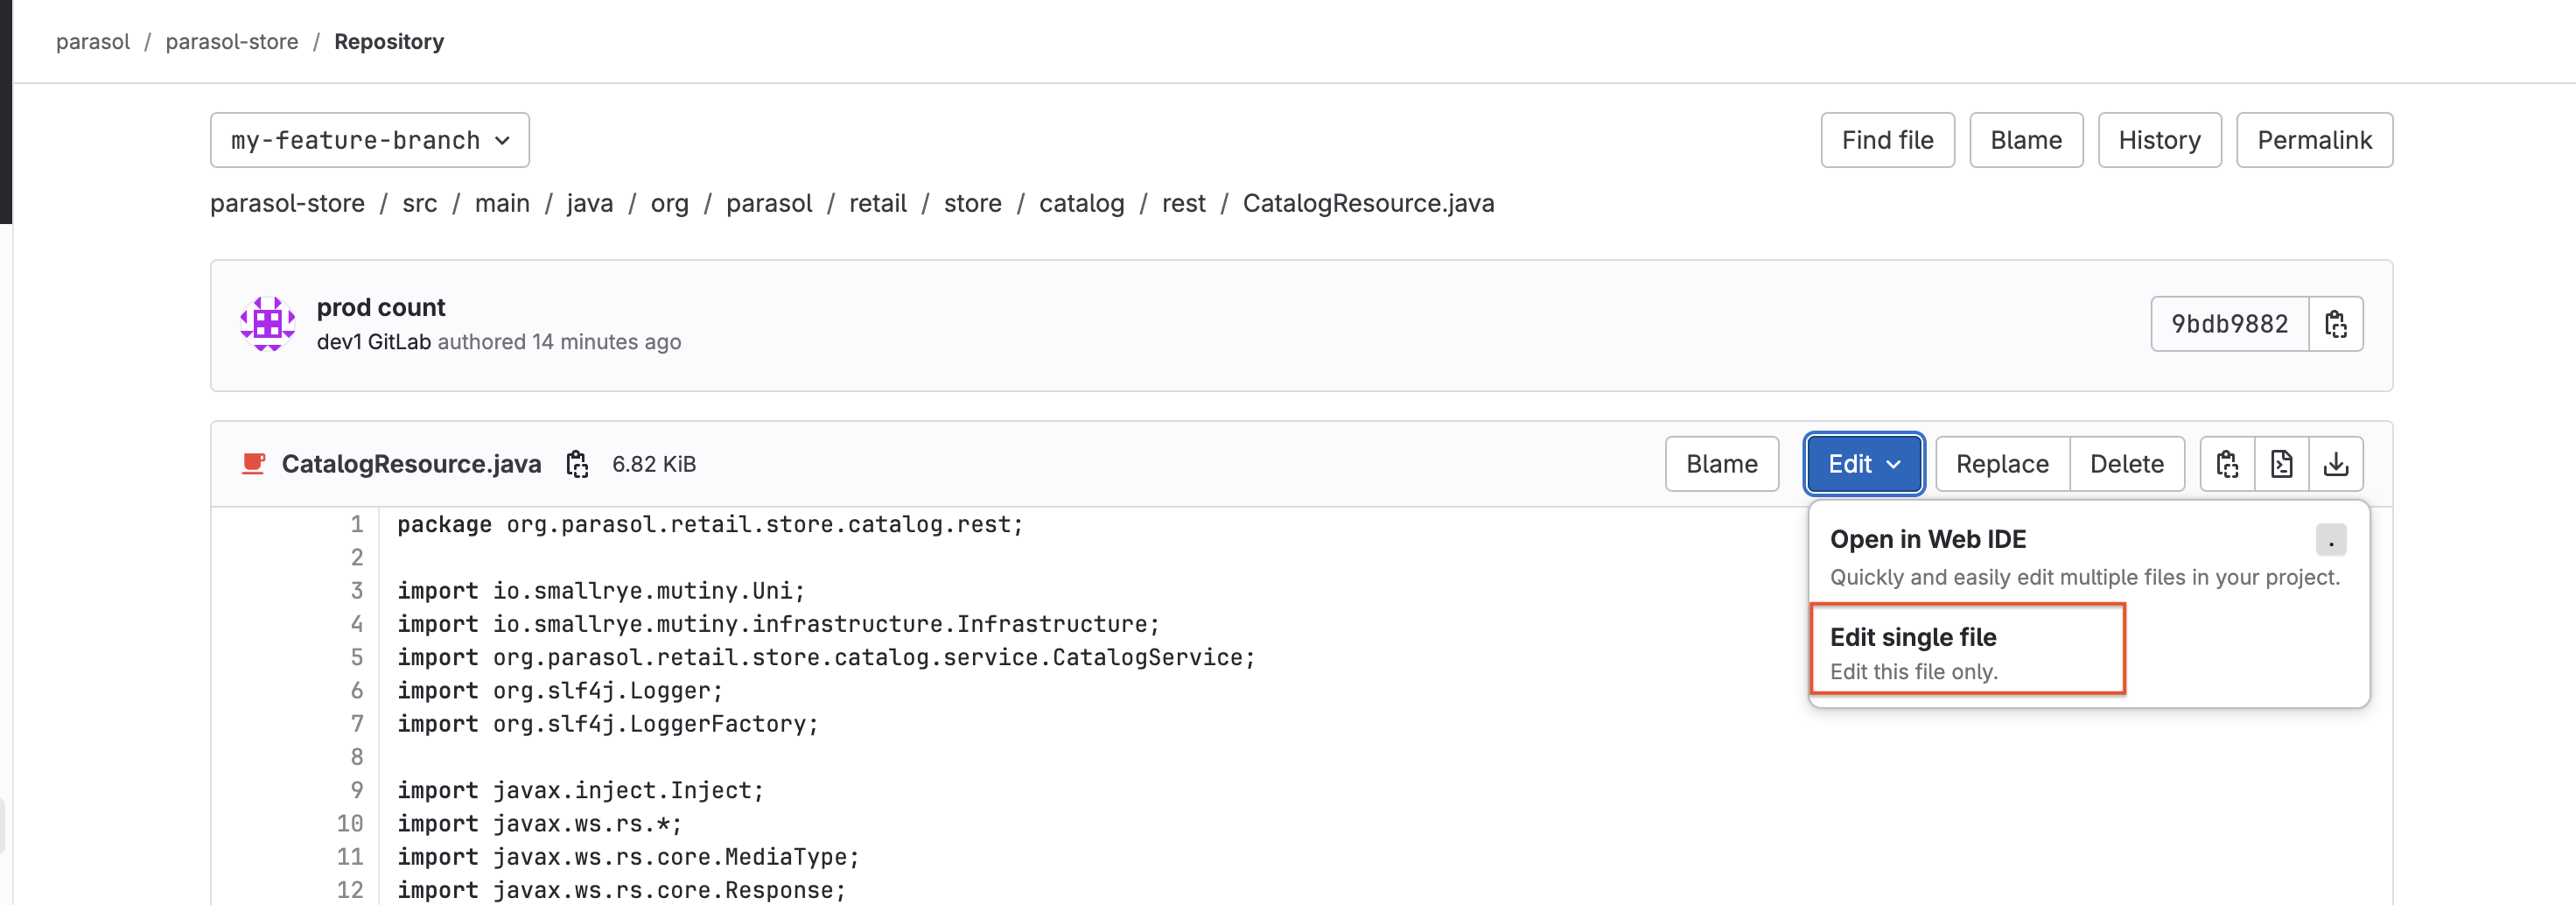 parasol / parasol-store / Repository
my-feature-branch
Find file
Blame
History
Permalink
parasol-store / src / main / java / org / parasol / retail / store / catalog / rest / CatalogResource.java
prod count
dev1 GitLab authored 14 minutes ago
9bdb9882
CatalogResource.java
6.82 KiB
Blame
Edit
Replace
Delete
Open in Web IDE
.
Quickly and easily edit multiple files in your project.
Edit single file
Edit this file only.
1 package org.parasol.retail.store.catalog.rest;
2
3 import io.smallrye.mutiny.Uni;
4 import io.smallrye.mutiny.infrastructure.Infrastructure;
5 import org.parasol.retail.store.catalog.service.CatalogService;
6 import org.slf4j.Logger;
7 import org.slf4j.LoggerFactory;
8
9 import javax.inject.Inject;
10 import javax.ws.rs.*;
11 import javax.ws.rs.core.MediaType;
12 import javax.ws.rs.core.Response;